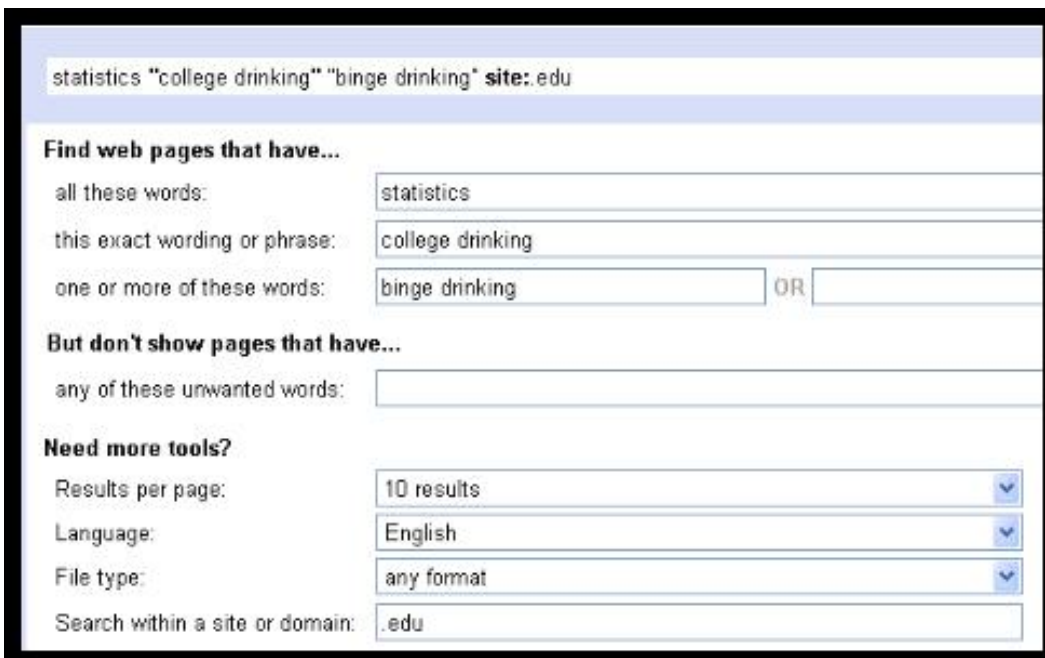 statistics "college drinking" "binge drinking" site:.edu
Find web pages that have...
all these words: statistics
this exact wording or phrase: college drinking
one or more of these words: binge drinking OR
But don't show pages that have...
any of these unwanted words:
Need more tools?
Results per page: 10 results
Language: English
File type: any format
Search within a site or domain: .edu